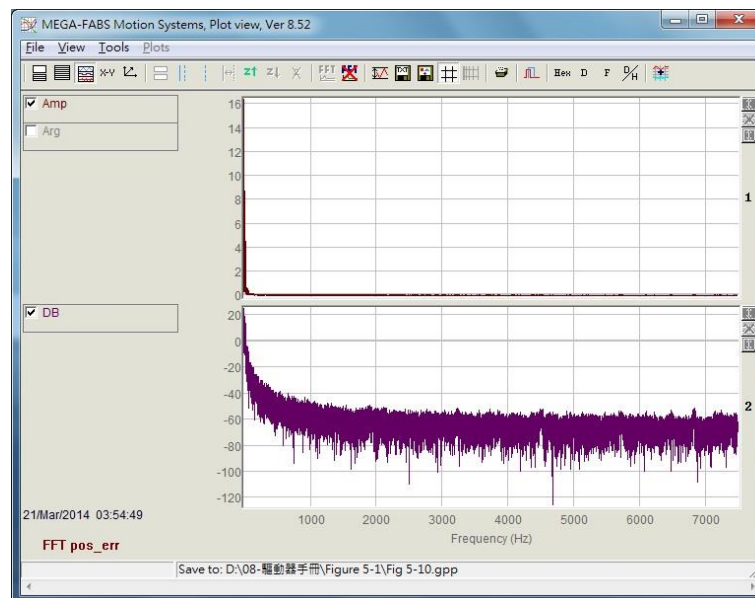 MEGA-FABS Motion Systems, Plot view, Ver 8.52
File View Tools Plots
X-Y FFT TXT Hex D F D/H
Amp
Arg
16
14
12
10
8
6
4
2
0
1
DB
20
0
-20
-40
-60
-80
-100
-120
2
1000 2000 3000 4000 5000 6000 7000
Frequency (Hz)
21/Mar/2014 03:54:49
FFT pos_err
Save to: D:\08-驅動器手冊\Figure 5-1\Fig 5-10.gpp